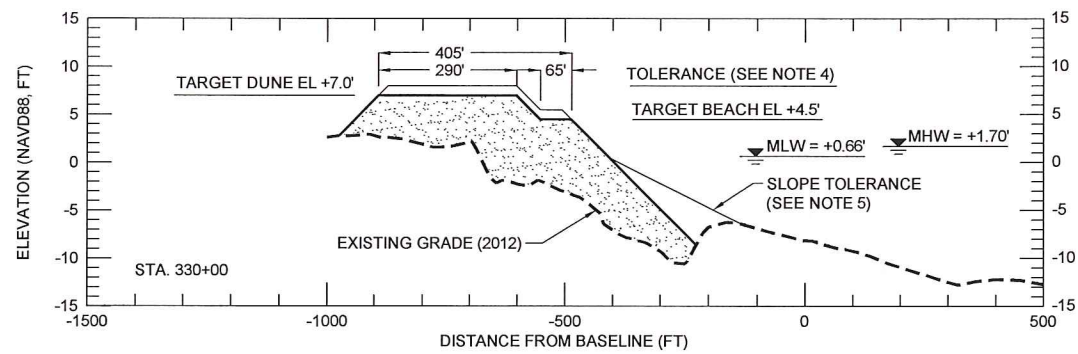 15
10
5
0
-5
-10
-15
ELEVATION (NAVD88, FT)
405'
290'
65'
TARGET DUNE EL +7.0'
TOLERANCE (SEE NOTE 4)
TARGET BEACH EL +4.5'
MLW = +0.66'
MHW = +1.70'
SLOPE TOLERANCE
(SEE NOTE 5)
EXISTING GRADE (2012)
STA. 330+00
15
10
5
0
-5
-10
-15
-1500
-1000
-500
0
500
DISTANCE FROM BASELINE (FT)